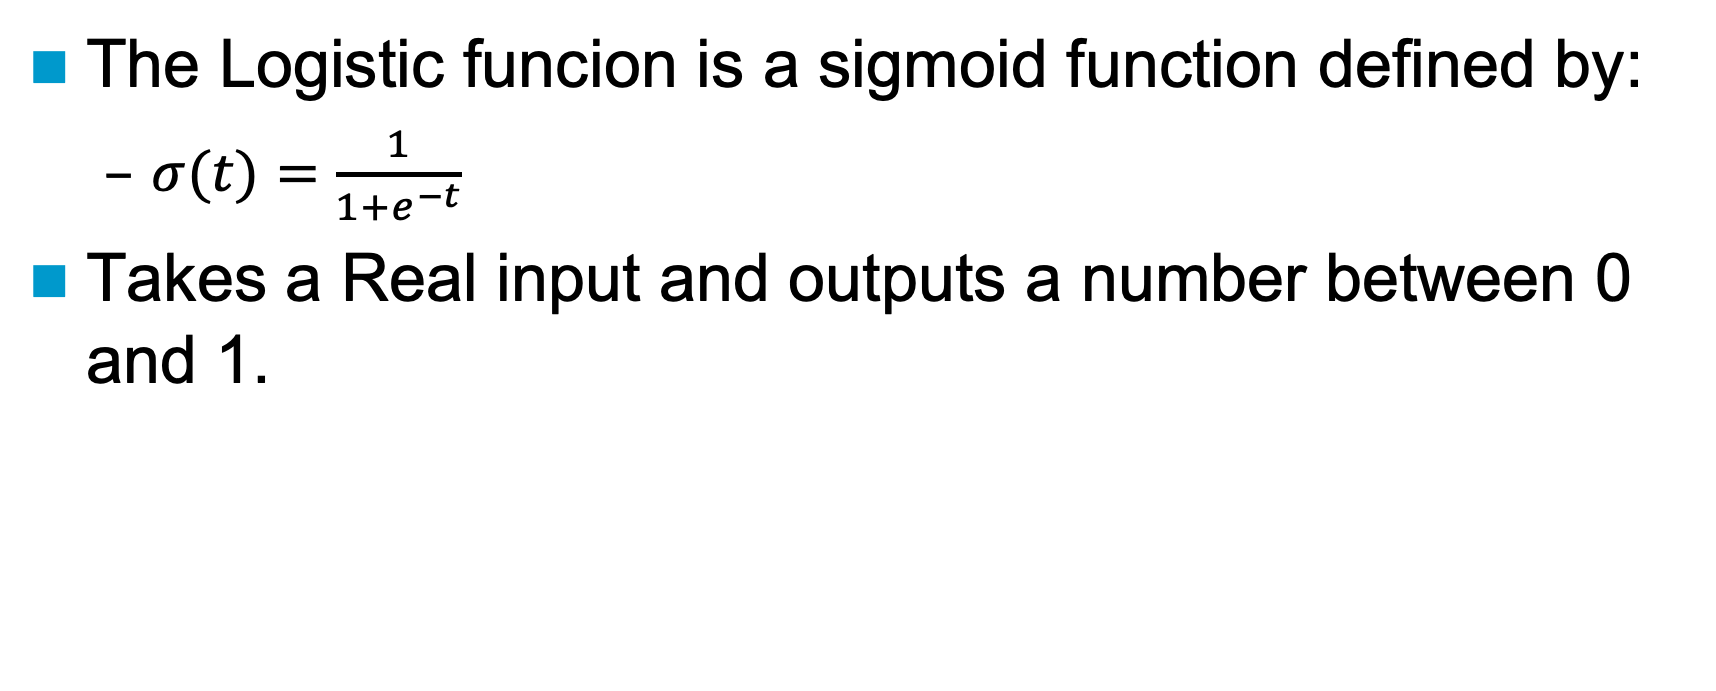 ■ The Logistic funcion is a sigmoid function defined by:
– σ(t) = 1/(1+e^−t)
■ Takes a Real input and outputs a number between 0
and 1.